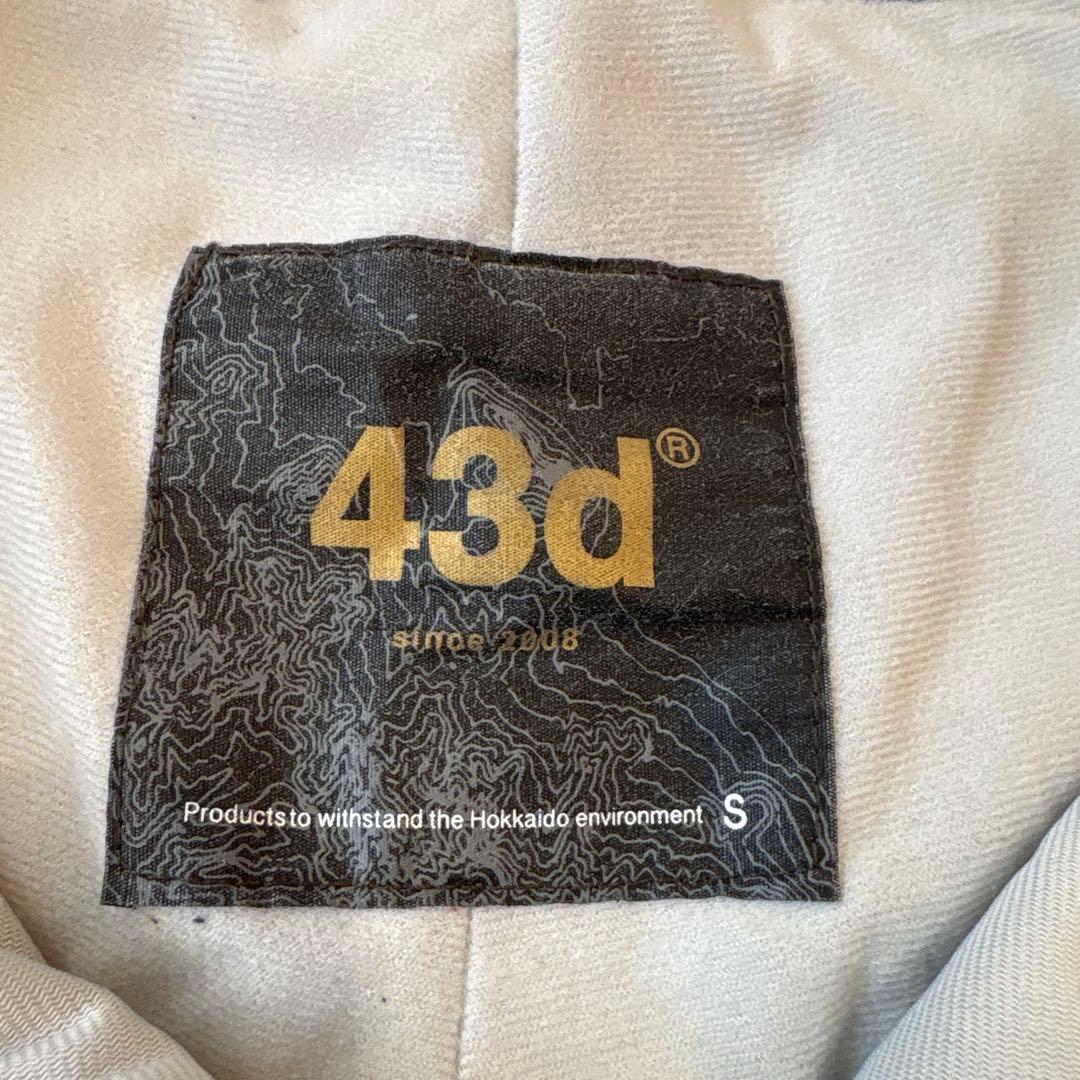 43d®
since 2008
Products to withstand the Hokkaido environment S